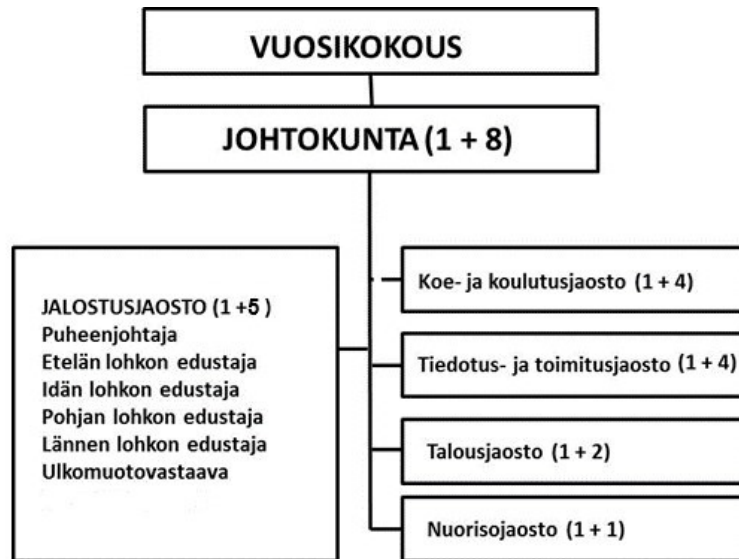 VUOSIKOKOUS
JOHTOKUNTA (1 + 8)
JALOSTUSJAOSTO (1 +5 )
Puheenjohtaja
Etelän lohkon edustaja
Idän lohkon edustaja
Pohjan lohkon edustaja
Lännen lohkon edustaja
Ulkomuotovastaava
Koe- ja koulutusjaosto (1 + 4)
Tiedotus- ja toimitusjaosto (1 + 4)
Talousjaosto (1 + 2)
Nuorisojaosto (1 + 1)